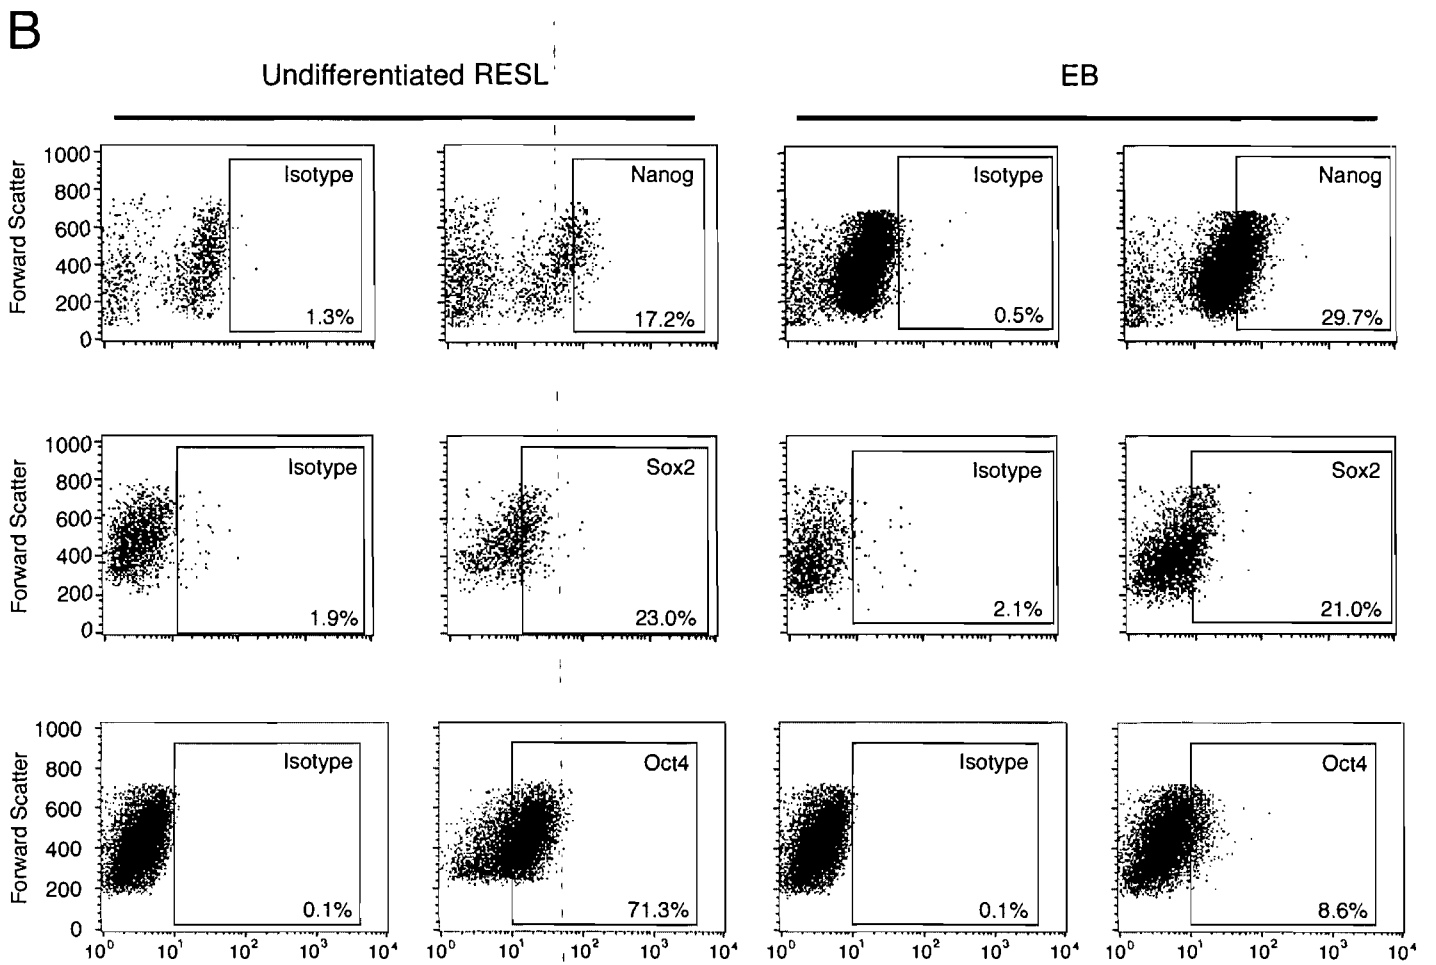 B
Undifferentiated RESL
EB
Forward Scatter
1000
800
600
400
200
0
Isotype
1.3%
Nanog
17.2%
Isotype
0.5%
Nanog
29.7%
Forward Scatter
1000
800
600
400
200
0
Isotype
1.9%
Sox2
23.0%
Isotype
2.1%
Sox2
21.0%
Forward Scatter
1000
800
600
400
200
0
Isotype
0.1%
Oct4
71.3%
Isotype
0.1%
Oct4
8.6%
10⁰ 10¹ 10² 10³ 10⁴
10⁰ 10¹ 10² 10³ 10⁴
10⁰ 10¹ 10² 10³ 10⁴
10⁰ 10¹ 10² 10³ 10⁴